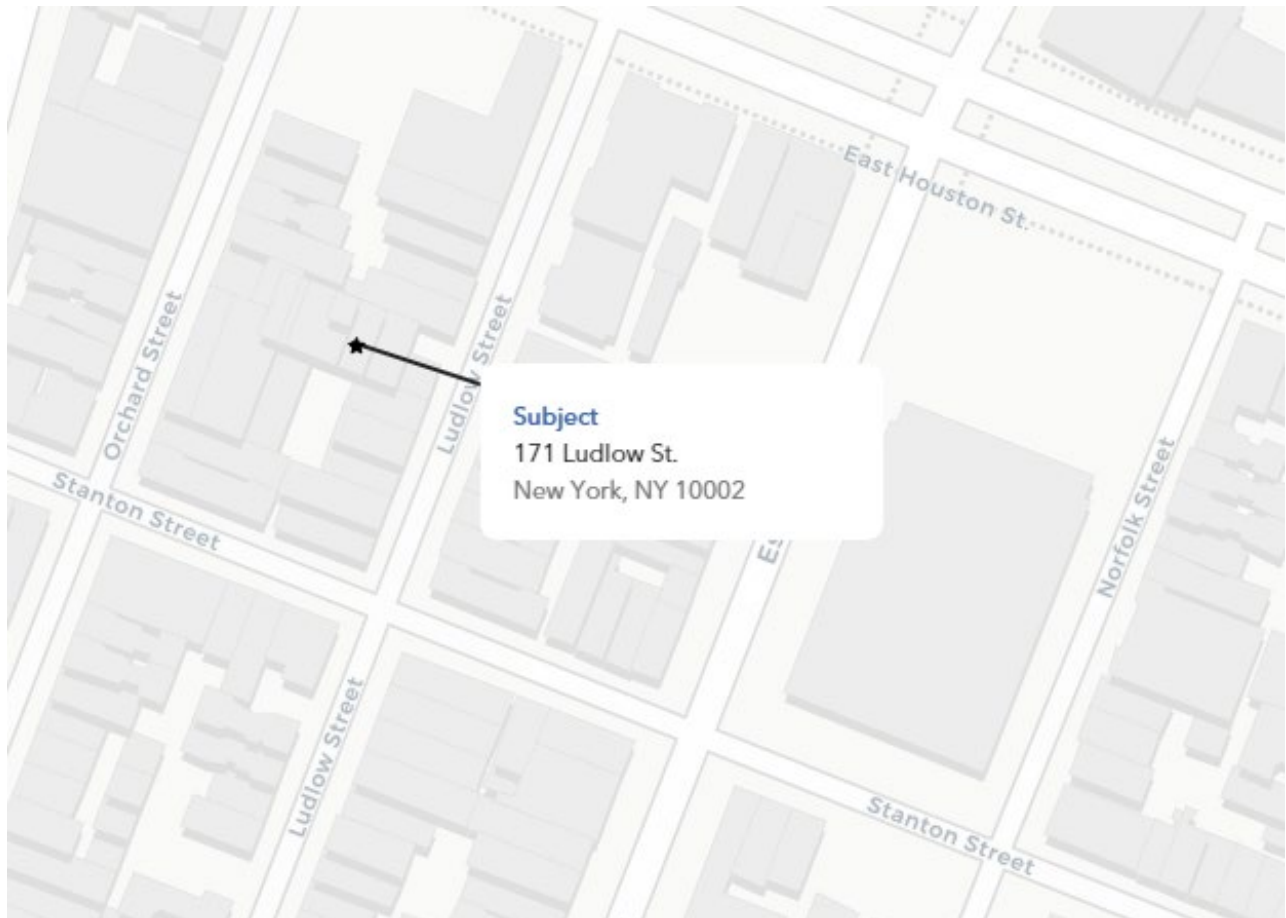 East Houston St.
Orchard Street
Ludlow Street
Subject
171 Ludlow St.
New York, NY 10002
Stanton Street
Norfolk Street
Ludlow Street
Stanton Street